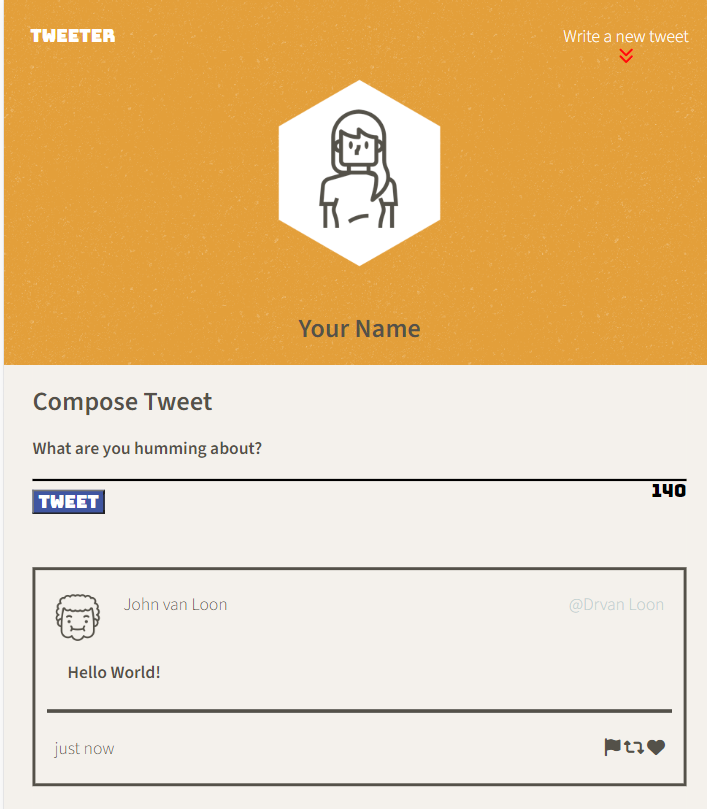 TWEETER
Write a new tweet
Your Name
Compose Tweet
What are you humming about?
TWEET
140
John van Loon
@Drvan Loon
Hello World!
just now